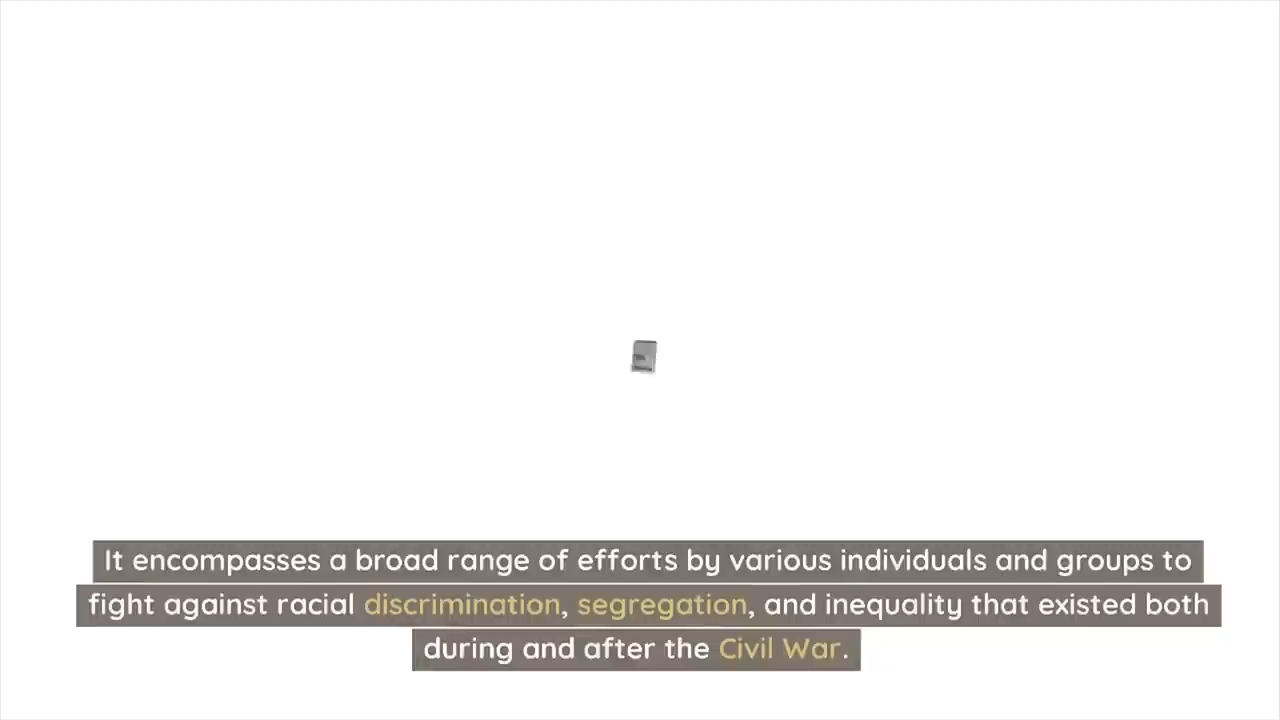 It encompasses a broad range of efforts by various individuals and groups to
fight against racial discrimination, segregation, and inequality that existed both
during and after the Civil War.